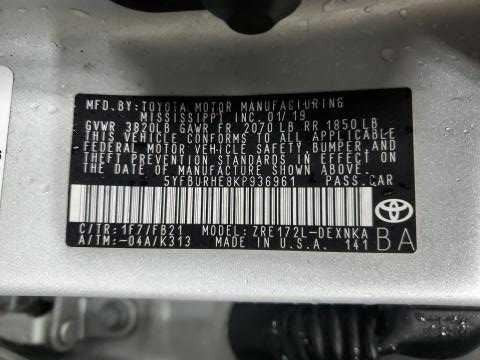 MFD. BY: TOYOTA MOTOR MANUFACTURING
MISSISSIPPI INC. 01/19
GVWR 3820LB GAWR FR 2070 LB RR 1850 LB
THIS VEHICLE CONFORMS TO ALL APPLICABLE
FEDERAL MOTOR VEHICLE SAFETY, BUMPER, AND
THEFT PREVENTION STANDARDS IN EFFECT
ON THE DATE OF MANUFACTURE SHOWN ABOVE.
5YFBURHE8KP936961 PASS.CAR
C/TR: 1F7/FB21 MODEL: ZRE172L-DEXNKA
A/TM: -04A/K313 MADE IN U.S.A. 141
BA